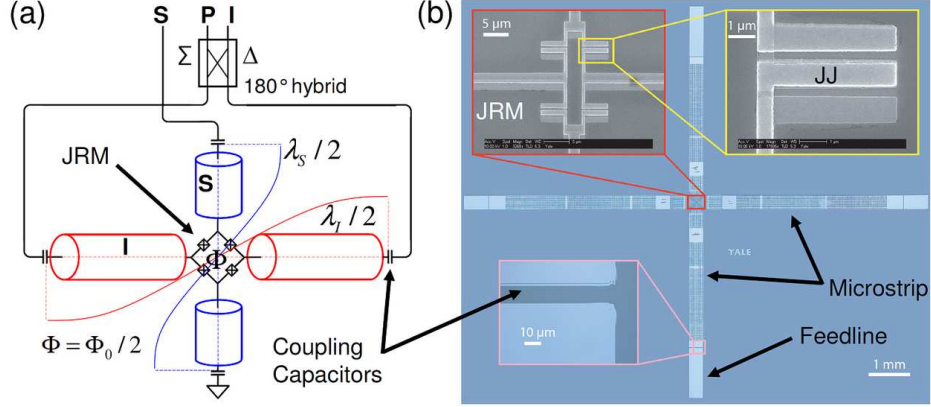 (a)
S P I
Σ Δ
180° hybrid
JRM
λ_S / 2
S
λ_I / 2
I
Φ
Φ = Φ₀ / 2
Coupling
Capacitors
(b)
5 μm
JRM
1 μm
JJ
YALE
10 μm
Microstrip
Feedline
1 mm